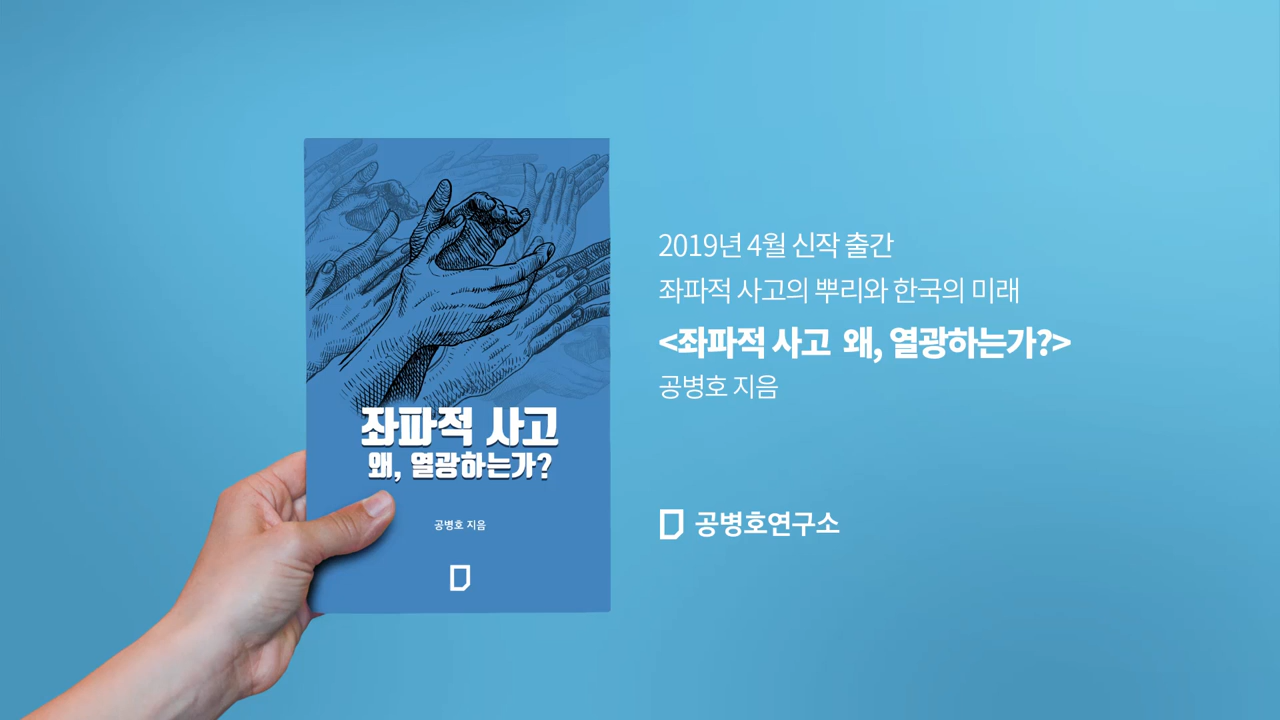 좌파적 사고
왜, 열광하는가?
공병호 지음
2019년 4월 신작 출간
좌파적 사고의 뿌리와 한국의 미래
<좌파적 사고 왜, 열광하는가?>
공병호 지음
공병호연구소